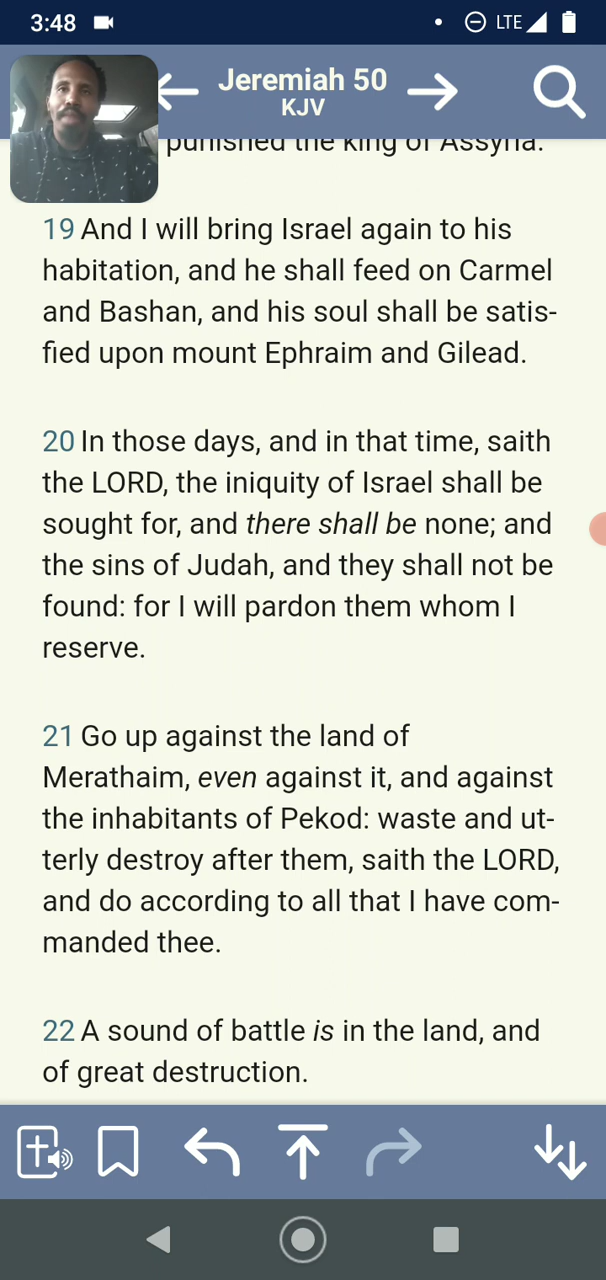 3:48
LTE
Jeremiah 50
KJV
punished the king of Assyria.
19 And I will bring Israel again to his
habitation, and he shall feed on Carmel
and Bashan, and his soul shall be satis-
fied upon mount Ephraim and Gilead.
20 In those days, and in that time, saith
the LORD, the iniquity of Israel shall be
sought for, and there shall be none; and
the sins of Judah, and they shall not be
found: for I will pardon them whom I
reserve.
21 Go up against the land of
Merathaim, even against it, and against
the inhabitants of Pekod: waste and ut-
terly destroy after them, saith the LORD,
and do according to all that I have com-
manded thee.
22 A sound of battle is in the land, and
of great destruction.